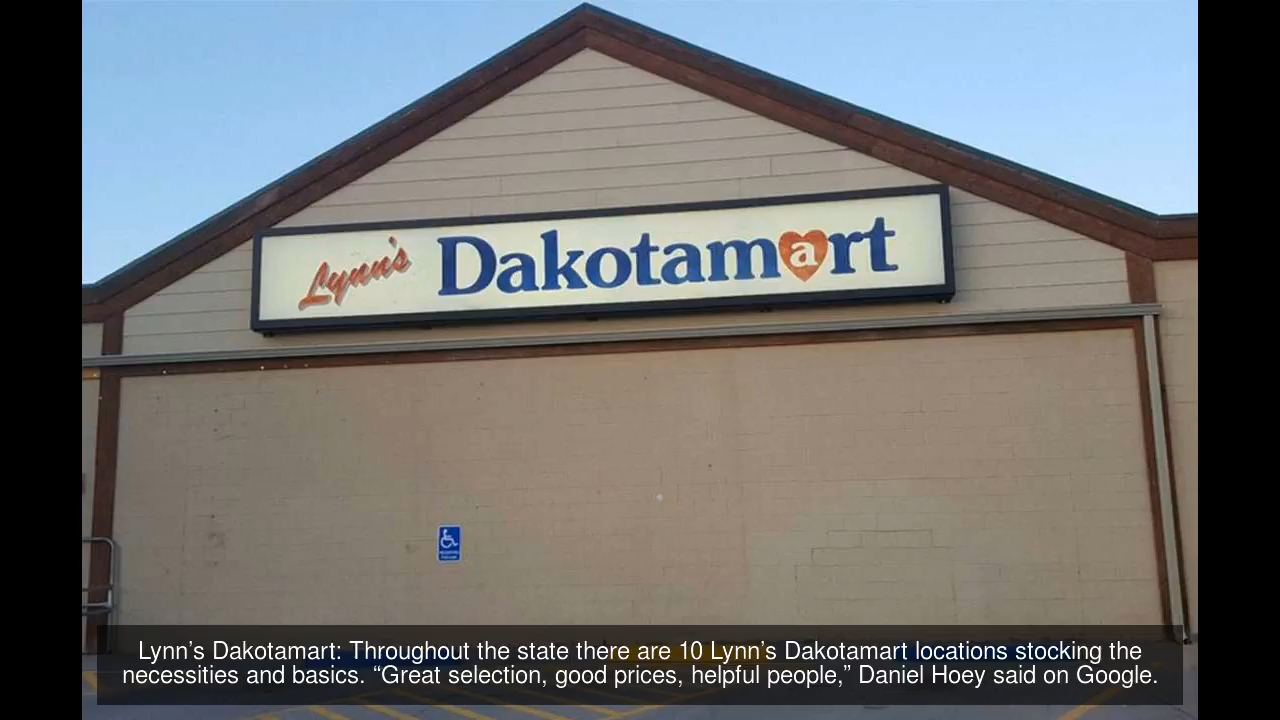 Lynn's Dakotamart
Lynn’s Dakotamart: Throughout the state there are 10 Lynn’s Dakotamart locations stocking the
necessities and basics. “Great selection, good prices, helpful people,” Daniel Hoey said on Google.